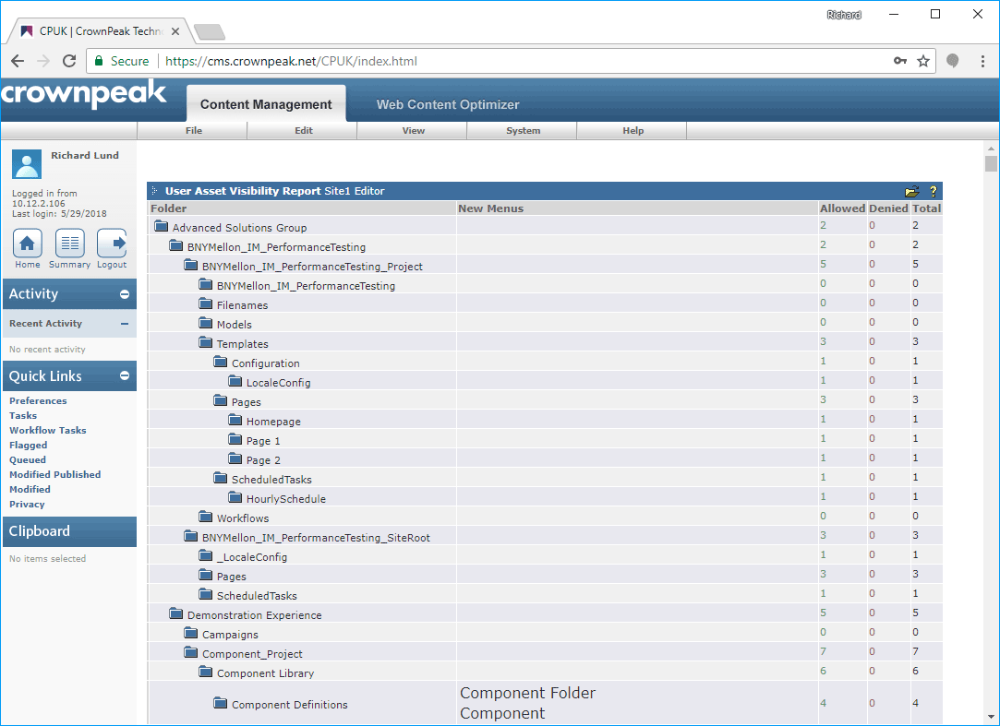 Richard
CPUK | CrownPeak Techn
Secure https://cms.crownpeak.net/CPUK/index.html
crownpeak Content Management Web Content Optimizer
File Edit View System Help
Richard Lund
Logged in from
10.12.2.106
Last login: 5/29/2018
Home Summary Logout
Activity
Recent Activity
No recent activity
Quick Links
Preferences
Tasks
Workflow Tasks
Flagged
Queued
Modified Published
Modified
Privacy
Clipboard
No items selected
User Asset Visibility Report Site1 Editor ?
Folder New Menus Allowed Denied Total
Advanced Solutions Group 2 0 2
BNYMellon_IM_PerformanceTesting 2 0 2
BNYMellon_IM_PerformanceTesting_Project 5 0 5
BNYMellon_IM_PerformanceTesting 0 0 0
Filenames 0 0 0
Models 0 0 0
Templates 3 0 3
Configuration 1 0 1
LocaleConfig 1 0 1
Pages 3 0 3
Homepage 1 0 1
Page 1 1 0 1
Page 2 1 0 1
ScheduledTasks 1 0 1
HourlySchedule 1 0 1
Workflows 0 0 0
BNYMellon_IM_PerformanceTesting_SiteRoot 3 0 3
_LocaleConfig 1 0 1
Pages 3 0 3
ScheduledTasks 1 0 1
Demonstration Experience 5 0 5
Campaigns 0 0 0
Component_Project 7 0 7
Component Library 6 0 6
Component Definitions 4 0 4
Component Folder
Component